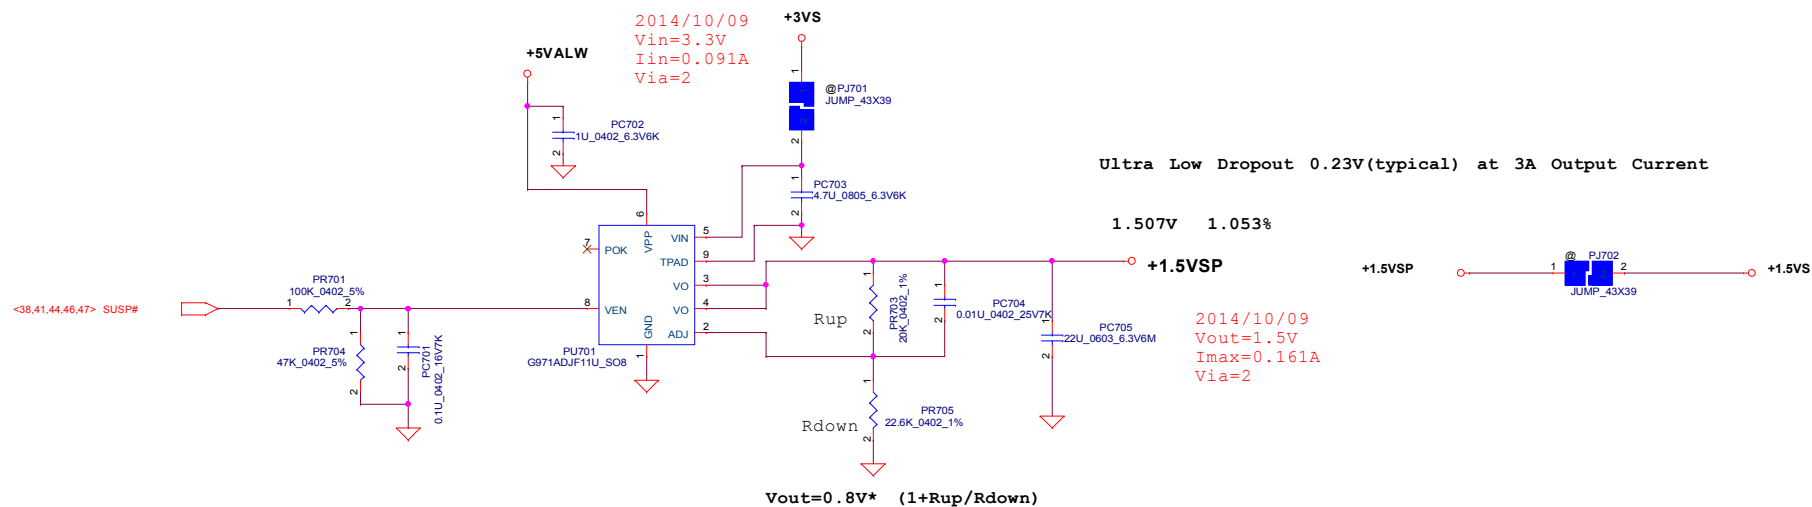 2014/10/09
Vin=3.3V
Iin=0.091A
Via=2
+3VS
+5VALW
1
@PJ701
JUMP_43X39
1
2
2
1
PC702
1U_0402_6.3V6K
2
1
PC703
4.7U_0805_6.3V6K
2
Ultra Low Dropout 0.23V(typical) at 3A Output Current
1.507V 1.053%
6
VPP
7
POK
VIN
5
TPAD
9
VO
3
VO
4
ADJ
2
8
VEN
GND
1
PU701
G971ADJF11U_SO8
+1.5VSP
<38,41,44,46,47> SUSP#
PR701
100K_0402_5%
1
2
1
PR704
47K_0402_5%
2
1
PC701
0.1U_0402_16V7K
2
Rup
1
PR703
20K_0402_1%
2
1
PC704
0.01U_0402_25V7K
2
1
PC705
22U_0603_6.3V6M
2
2014/10/09
Vout=1.5V
Imax=0.161A
Via=2
Rdown
1
PR705
22.6K_0402_1%
2
+1.5VSP
@
PJ702
1
1
2
2
JUMP_43X39
+1.5VS
Vout=0.8V* (1+Rup/Rdown)